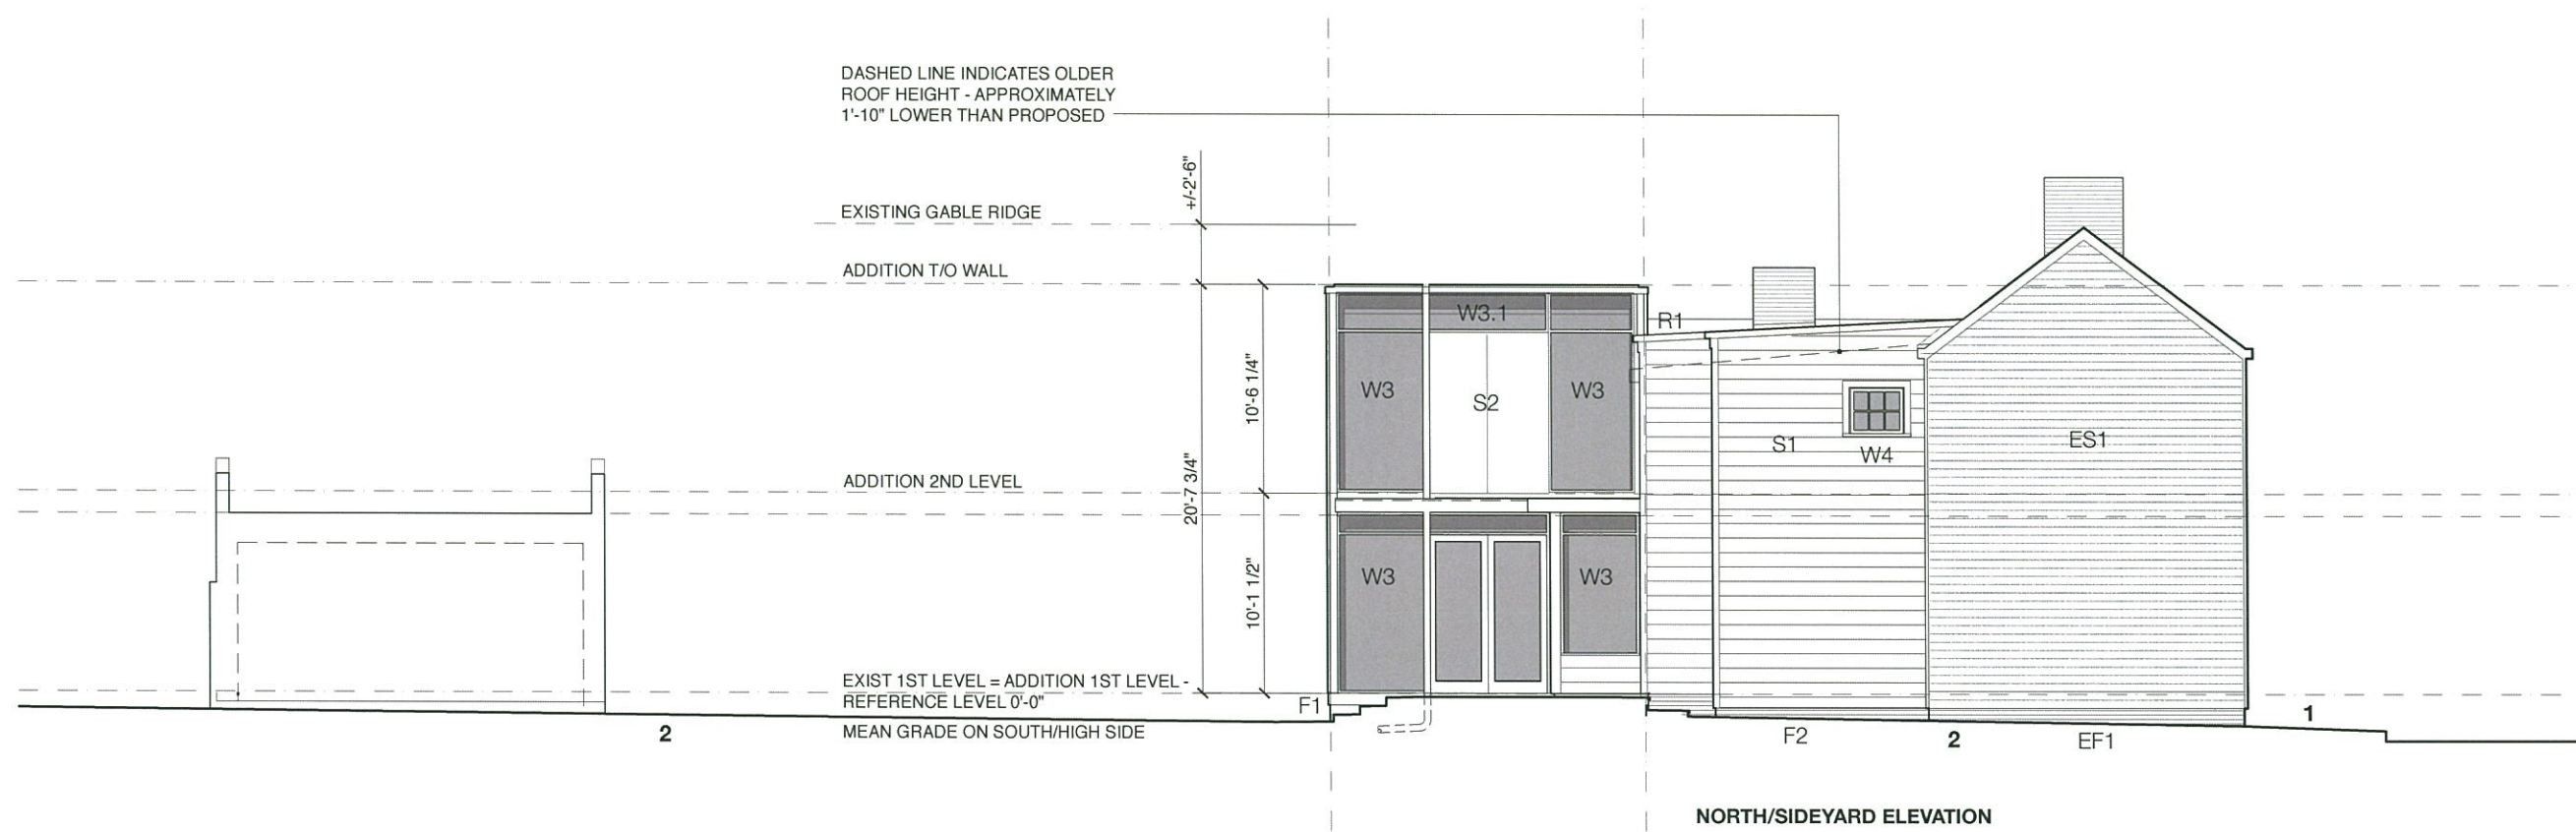 DASHED LINE INDICATES OLDER
ROOF HEIGHT - APPROXIMATELY
1'-10" LOWER THAN PROPOSED
+/-2'-6"
EXISTING GABLE RIDGE
ADDITION T/O WALL
W3.1
R1
10'-6 1/4"
W3
S2
W3
S1
W4
ES1
20'-7 3/4"
ADDITION 2ND LEVEL
10'-1 1/2"
W3
W3
EXIST 1ST LEVEL = ADDITION 1ST LEVEL -
REFERENCE LEVEL 0'-0"
F1
MEAN GRADE ON SOUTH/HIGH SIDE
2
F2
2
EF1
1
NORTH/SIDEYARD ELEVATION